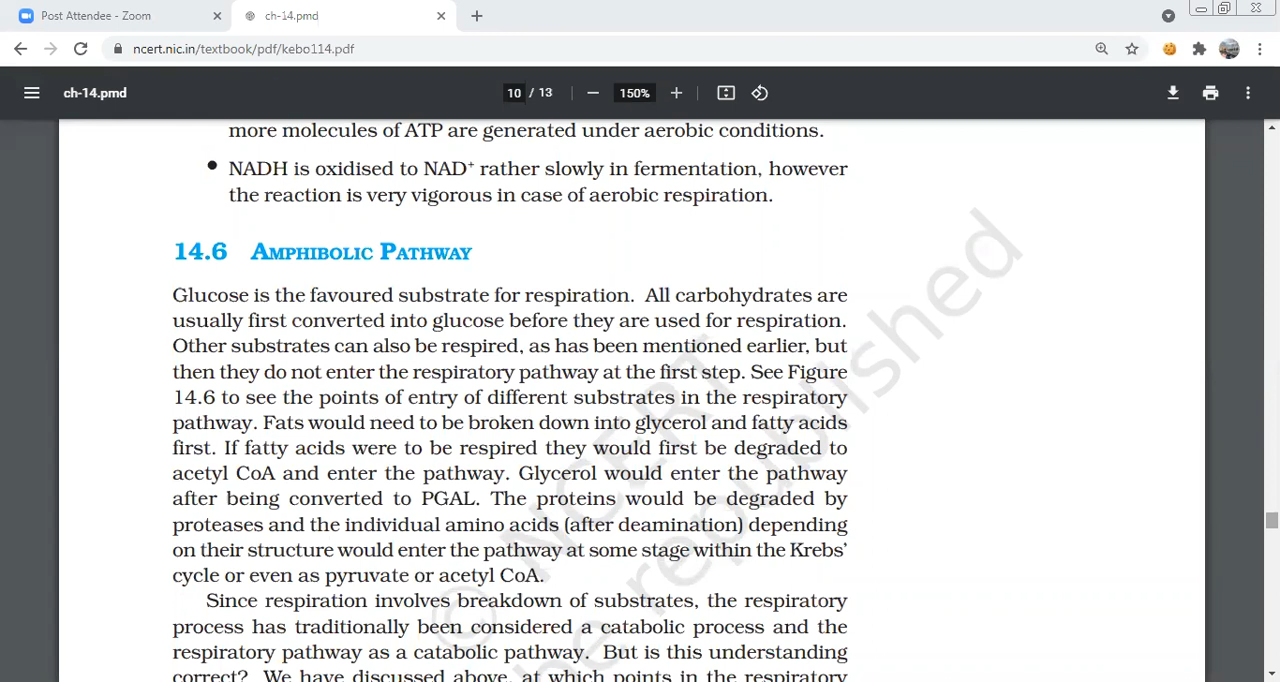 Post Attendee - Zoom
ch-14.pmd
ncert.nic.in/textbook/pdf/kebo114.pdf
ch-14.pmd
10 / 13
150%
more molecules of ATP are generated under aerobic conditions.
• NADH is oxidised to NAD⁺ rather slowly in fermentation, however
the reaction is very vigorous in case of aerobic respiration.
14.6 AMPHIBOLIC PATHWAY
Glucose is the favoured substrate for respiration. All carbohydrates are
usually first converted into glucose before they are used for respiration.
Other substrates can also be respired, as has been mentioned earlier, but
then they do not enter the respiratory pathway at the first step. See Figure
14.6 to see the points of entry of different substrates in the respiratory
pathway. Fats would need to be broken down into glycerol and fatty acids
first. If fatty acids were to be respired they would first be degraded to
acetyl CoA and enter the pathway. Glycerol would enter the pathway
after being converted to PGAL. The proteins would be degraded by
proteases and the individual amino acids (after deamination) depending
on their structure would enter the pathway at some stage within the Krebs'
cycle or even as pyruvate or acetyl CoA.
Since respiration involves breakdown of substrates, the respiratory
process has traditionally been considered a catabolic process and the
respiratory pathway as a catabolic pathway. But is this understanding
correct? We have discussed above, at which points in the respiratory
© NCERT
be republished